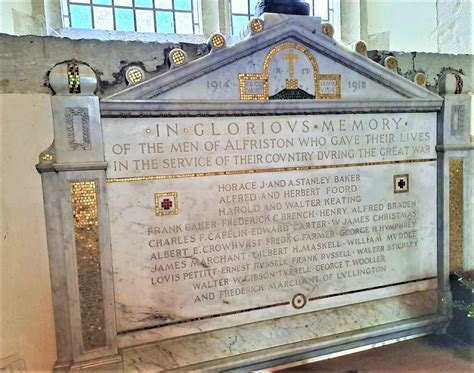 1914 1918
IN GLORIOVS MEMORY
OF THE MEN OF ALFRISTON WHO GAVE THEIR LIVES
IN THE SERVICE OF THEIR COVNTRY DVRING THE GREAT WAR
HORACE J. AND A. STANLEY BAKER
ALFRED AND HERBERT FOORD
HAROLD AND WALTER KEATING
FRANK BAKER · FREDERICK C. BRENCH · HENRY ALFRED BRADEN
CHARLES F. CAPELIN · EDWARD CARTER · W. JAMES CHRISTMAS
ALBERT E. CROWHVRST · FREDK G. FARMER · GEORGE H. HVMPHREY
JAMES MARCHANT · GILBERT H. MASKELL · WILLIAM
LOVIS PETTITT · ERNEST RVSSELL · FRANK RVSSELL · WALTER STICKLEY
WALTER W. GIBSON TYRRELL · GEORGE T. WOOLLER
AND FREDERICK MARCHANT OF LVLLINGTON